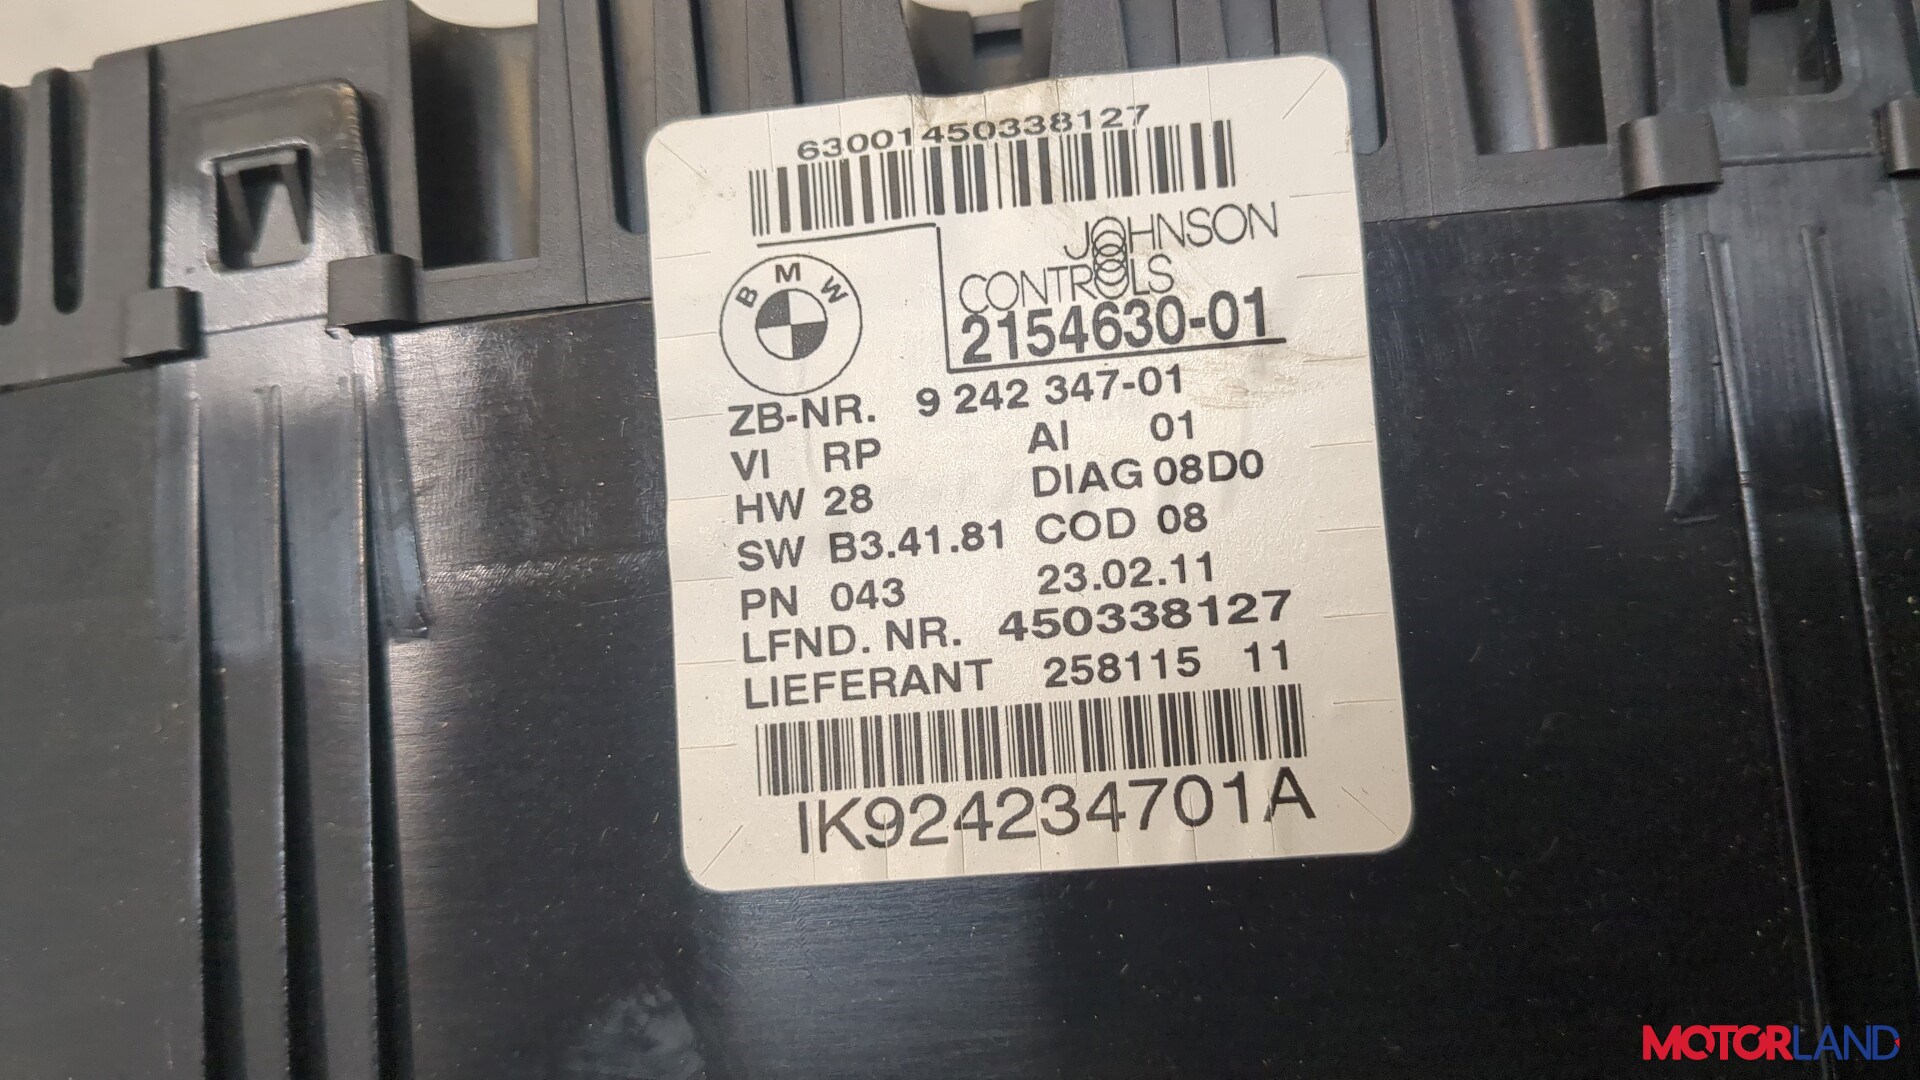 63001450338127
BMW
JOHNSON
CONTROLS
2154630-01
ZB-NR. 9 242 347-01
VI RP AI 01
HW 28 DIAG 08D0
SW B3.41.81 COD 08
PN 043 23.02.11
LFND. NR. 450338127
LIEFERANT 258115 11
IK924234701A
MOTORLAND